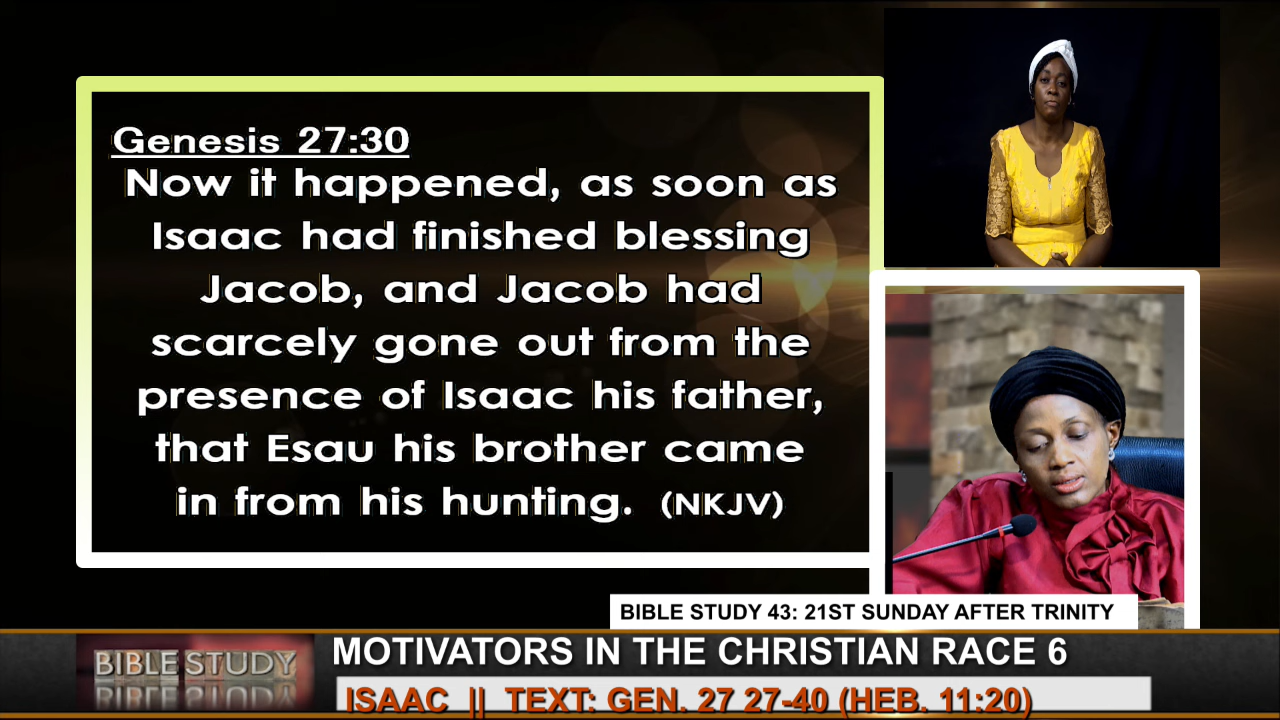 Genesis 27:30
Now it happened, as soon as
Isaac had finished blessing
Jacob, and Jacob had
scarcely gone out from the
presence of Isaac his father,
that Esau his brother came
in from his hunting. (NKJV)
BIBLE STUDY 43: 21ST SUNDAY AFTER TRINITY
BIBLE STUDY
MOTIVATORS IN THE CHRISTIAN RACE 6
ISAAC || TEXT: GEN. 27 27-40 (HEB. 11:20)